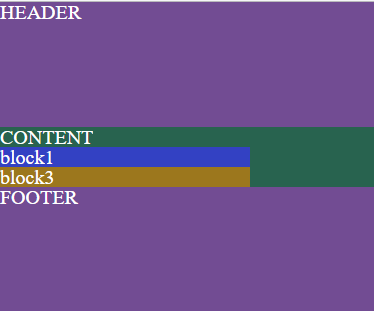 HEADER
CONTENT
block1
block3
FOOTER